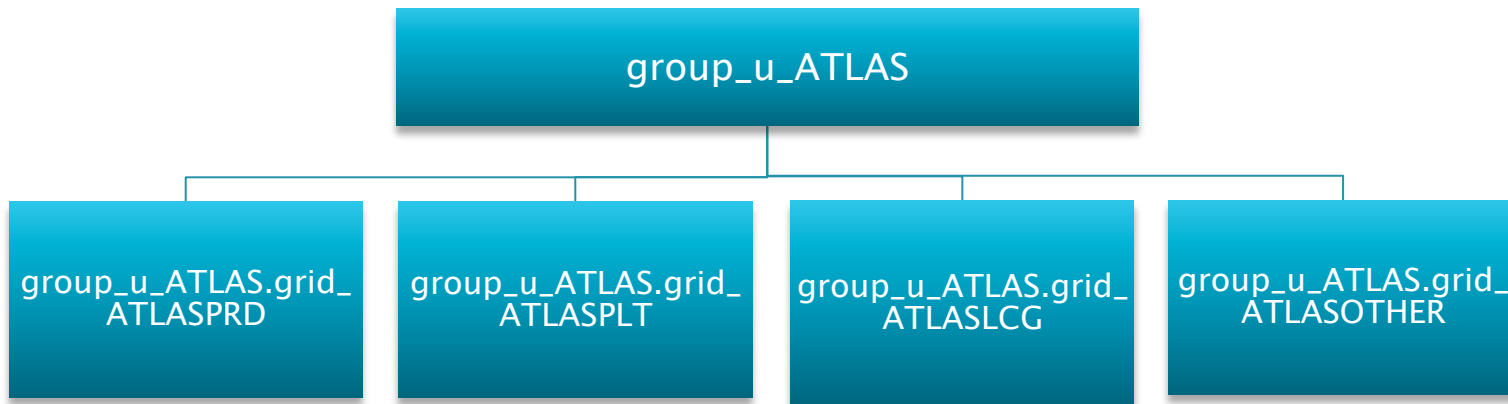 group_u_ATLAS
group_u_ATLAS.grid_
ATLASPRD
group_u_ATLAS.grid_
ATLASPLT
group_u_ATLAS.grid_
ATLASLCG
group_u_ATLAS.grid_
ATLASOTHER